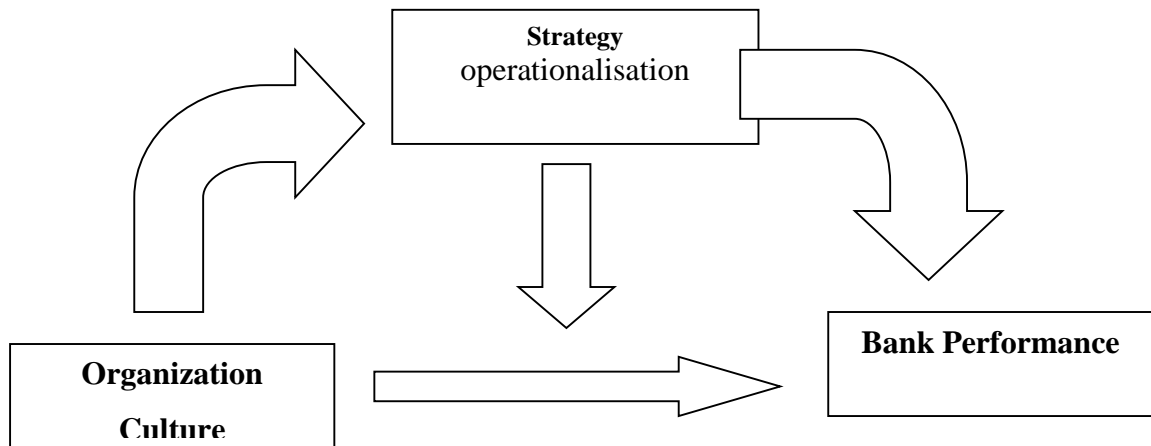 Strategy
operationalisation
Bank Performance
Organization
Culture